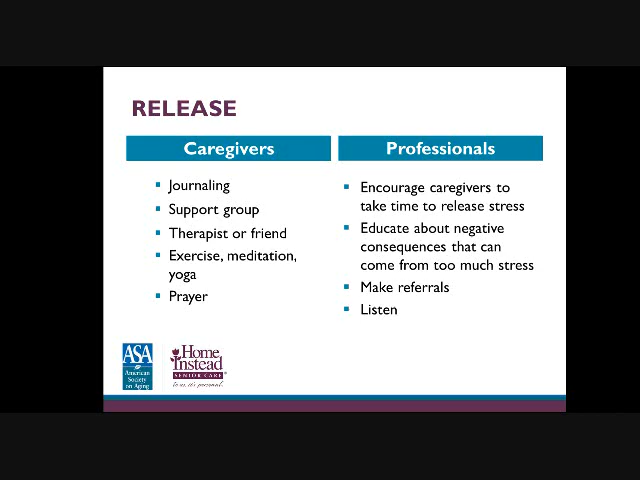 RELEASE
Caregivers
Journaling
Support group
Therapist or friend
Exercise, meditation,
yoga
Prayer
Professionals
Encourage caregivers to
take time to release stress
Educate about negative
consequences that can
come from too much stress
Make referrals
Listen
ASA
American
Society
on Aging
Home
Instead
SENIOR CARE
to us, it's personal.